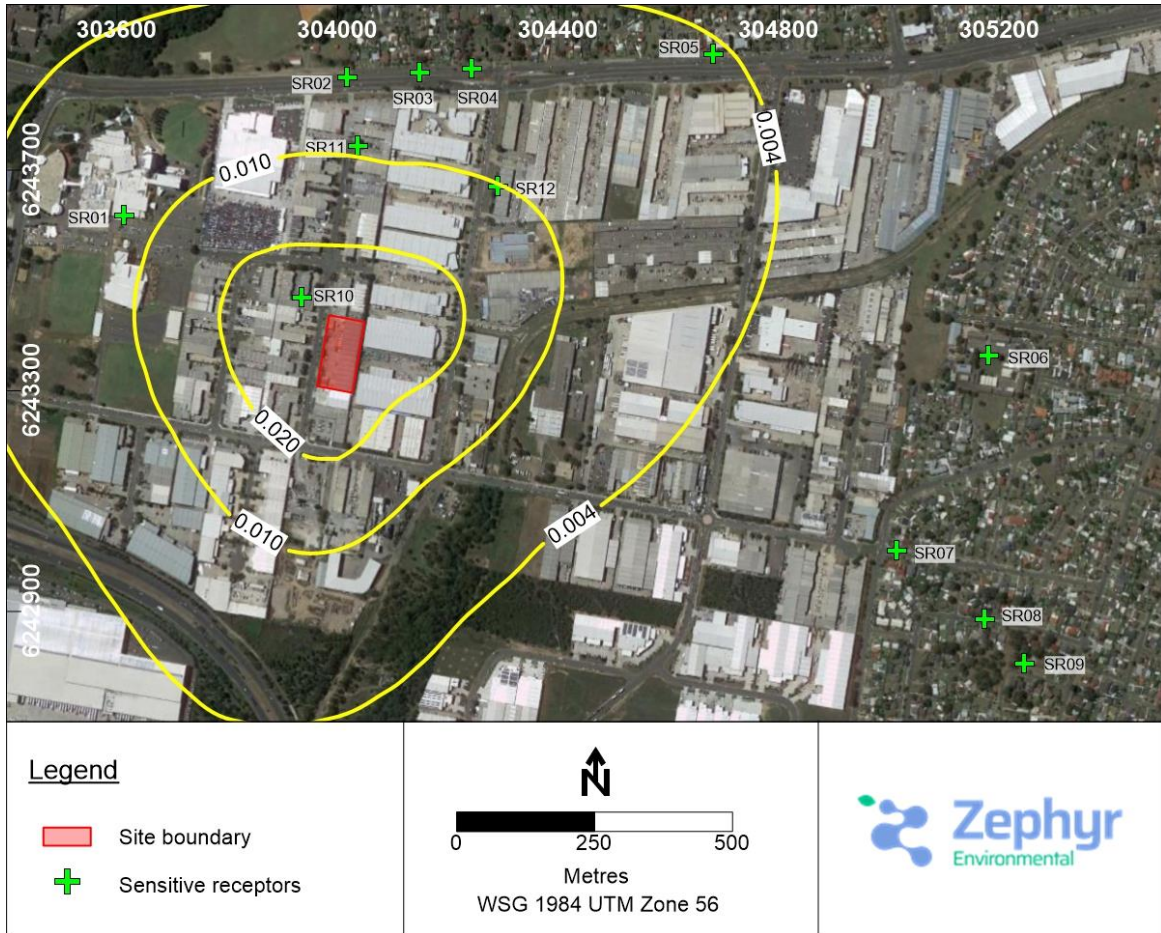 303600 304000 304400 304800 305200
SR05
SR02
SR03 SR04
0.004
6243700
SR11
0.010
SR12
SR01
SR10
SR06
6243300
0.020
0.010
0.004
SR07
6242900
SR08
SR09
Legend
Site boundary
Sensitive receptors
N
0 250 500
Metres
WSG 1984 UTM Zone 56
Zephyr
Environmental